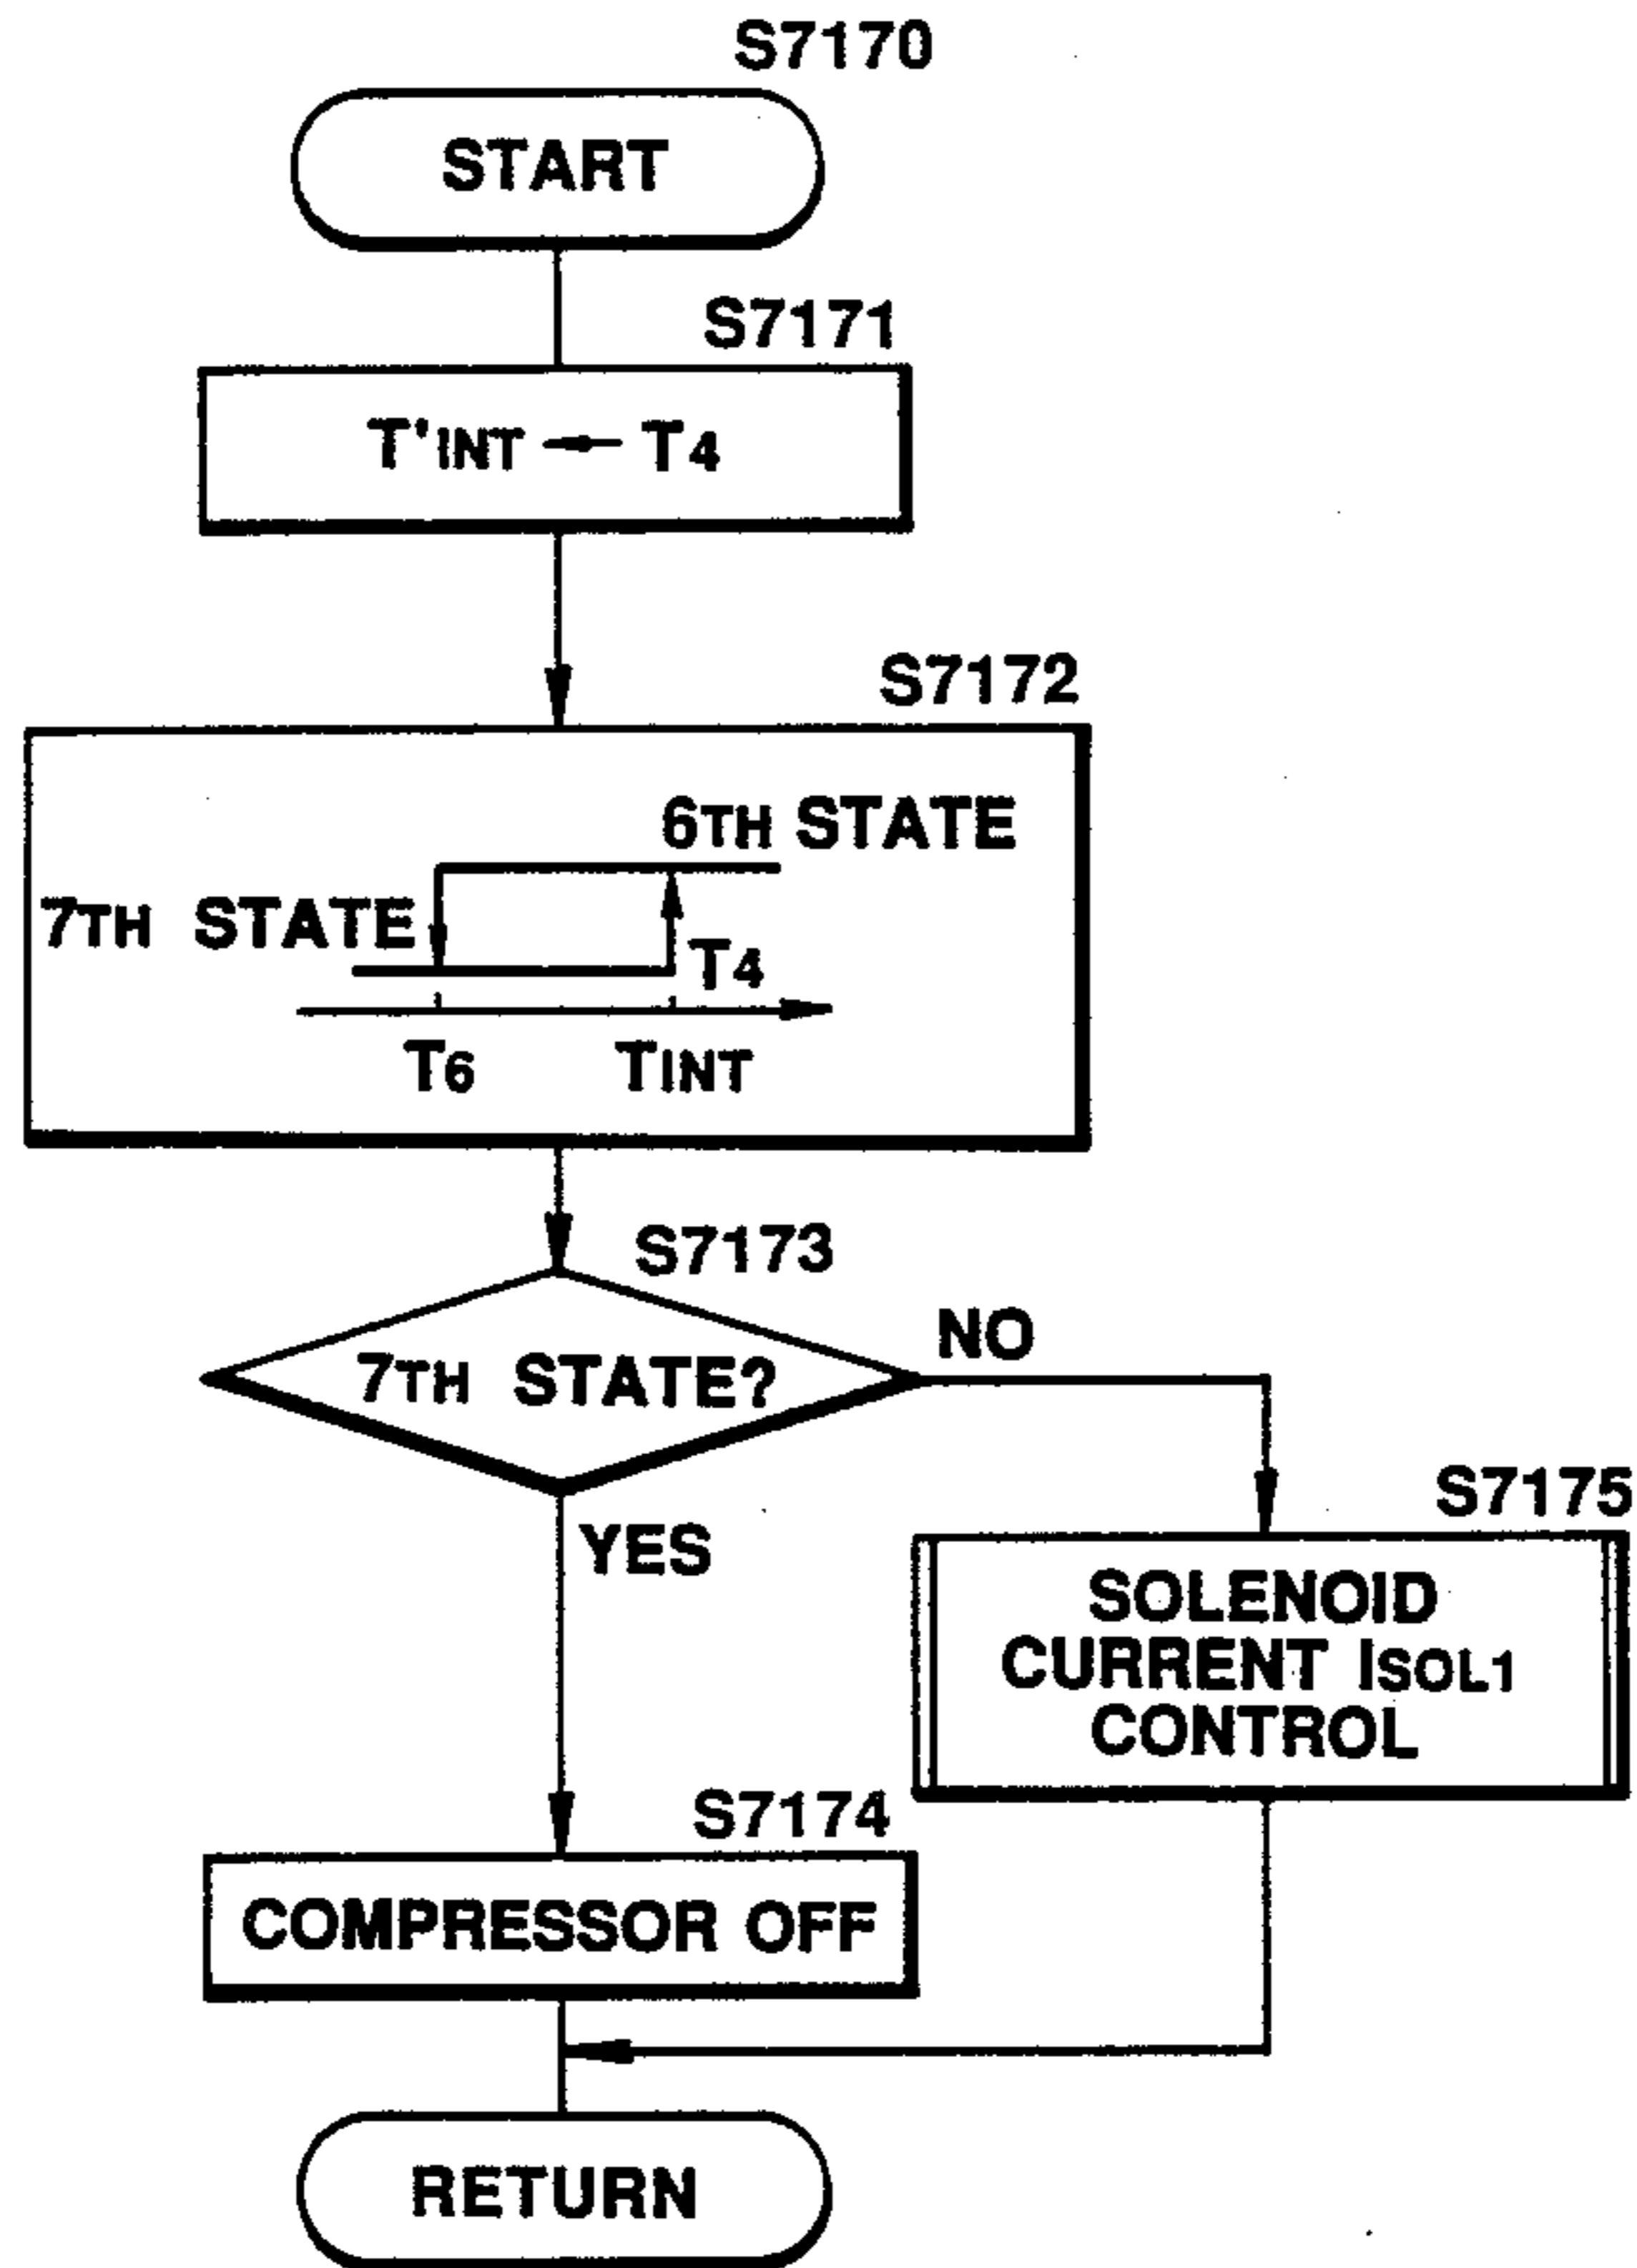 S7170
START
S7171
T'INT ← T4
S7172
6TH STATE
7TH STATE
T4
T6 TINT
S7173
7TH STATE?
NO
YES
S7175
SOLENOID
CURRENT ISOL1
CONTROL
S7174
COMPRESSOR OFF
RETURN